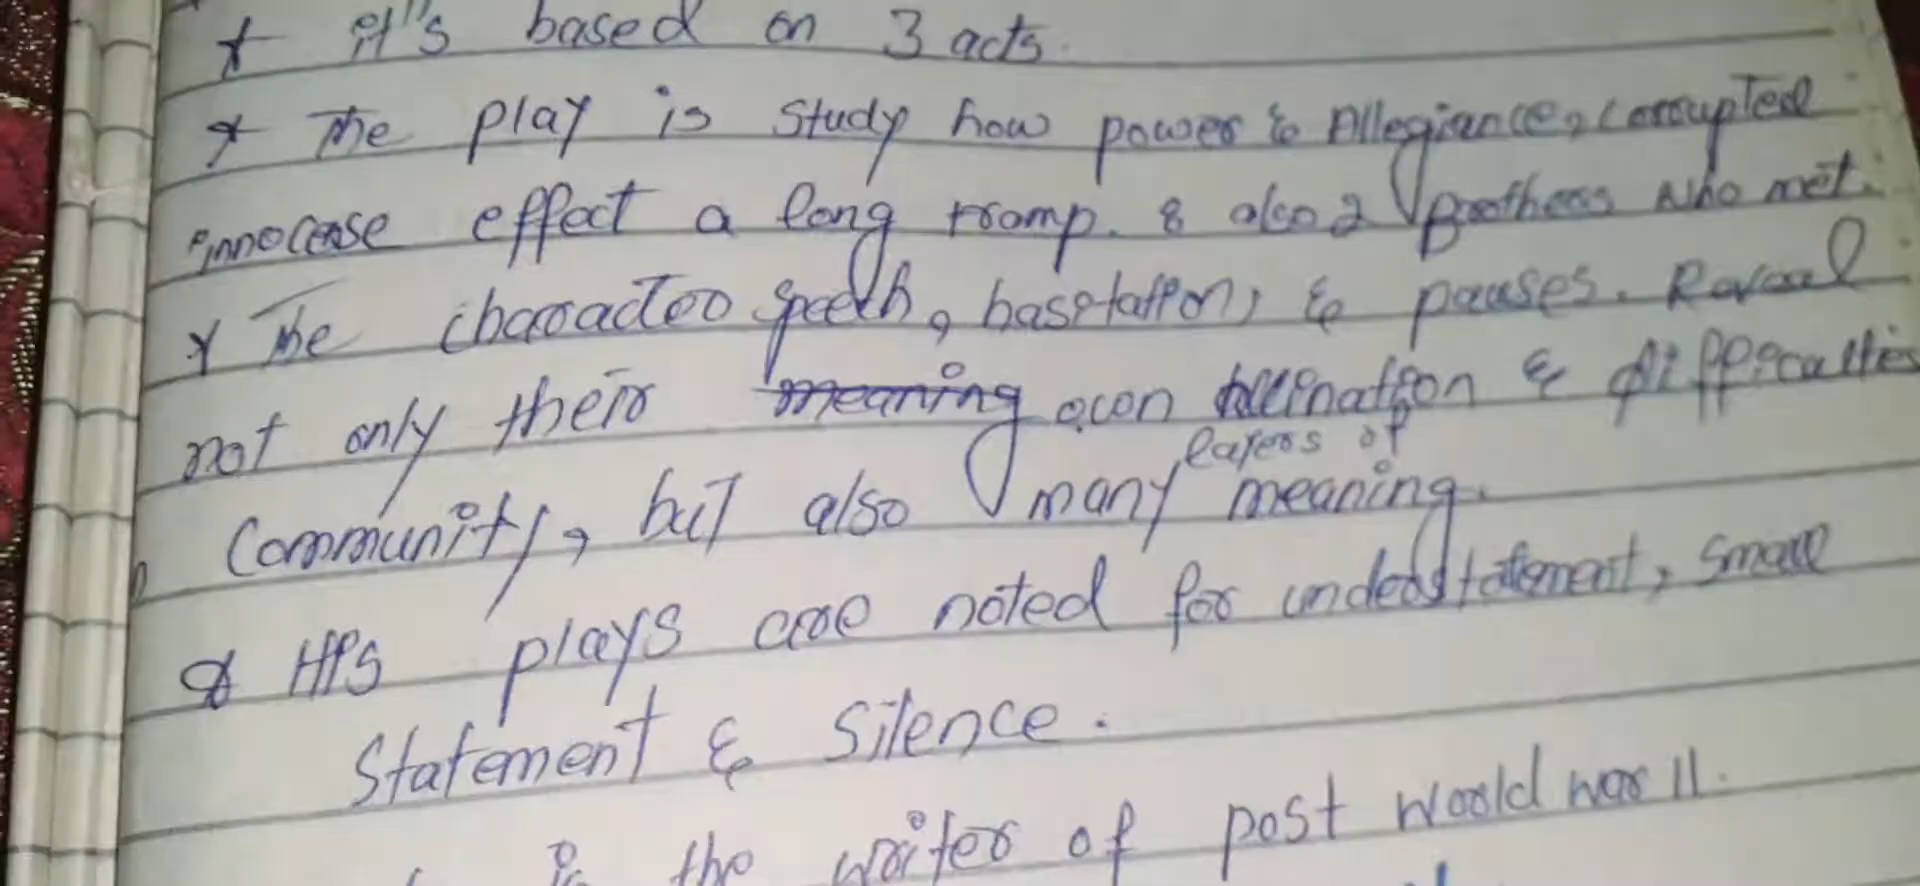 * it's based on 3 acts.
* The play is study how power & Allegiance, corrupted
innocense effect a long tramp. & also 2 Brothers who met.
* The character speech, hasetation, & pauses. Reveal
not only their meaning own & difficulties
Community, but also many layers of meaning.
* His plays are noted for understatement, small
Statement & Silence.
is the writer of post world war II.